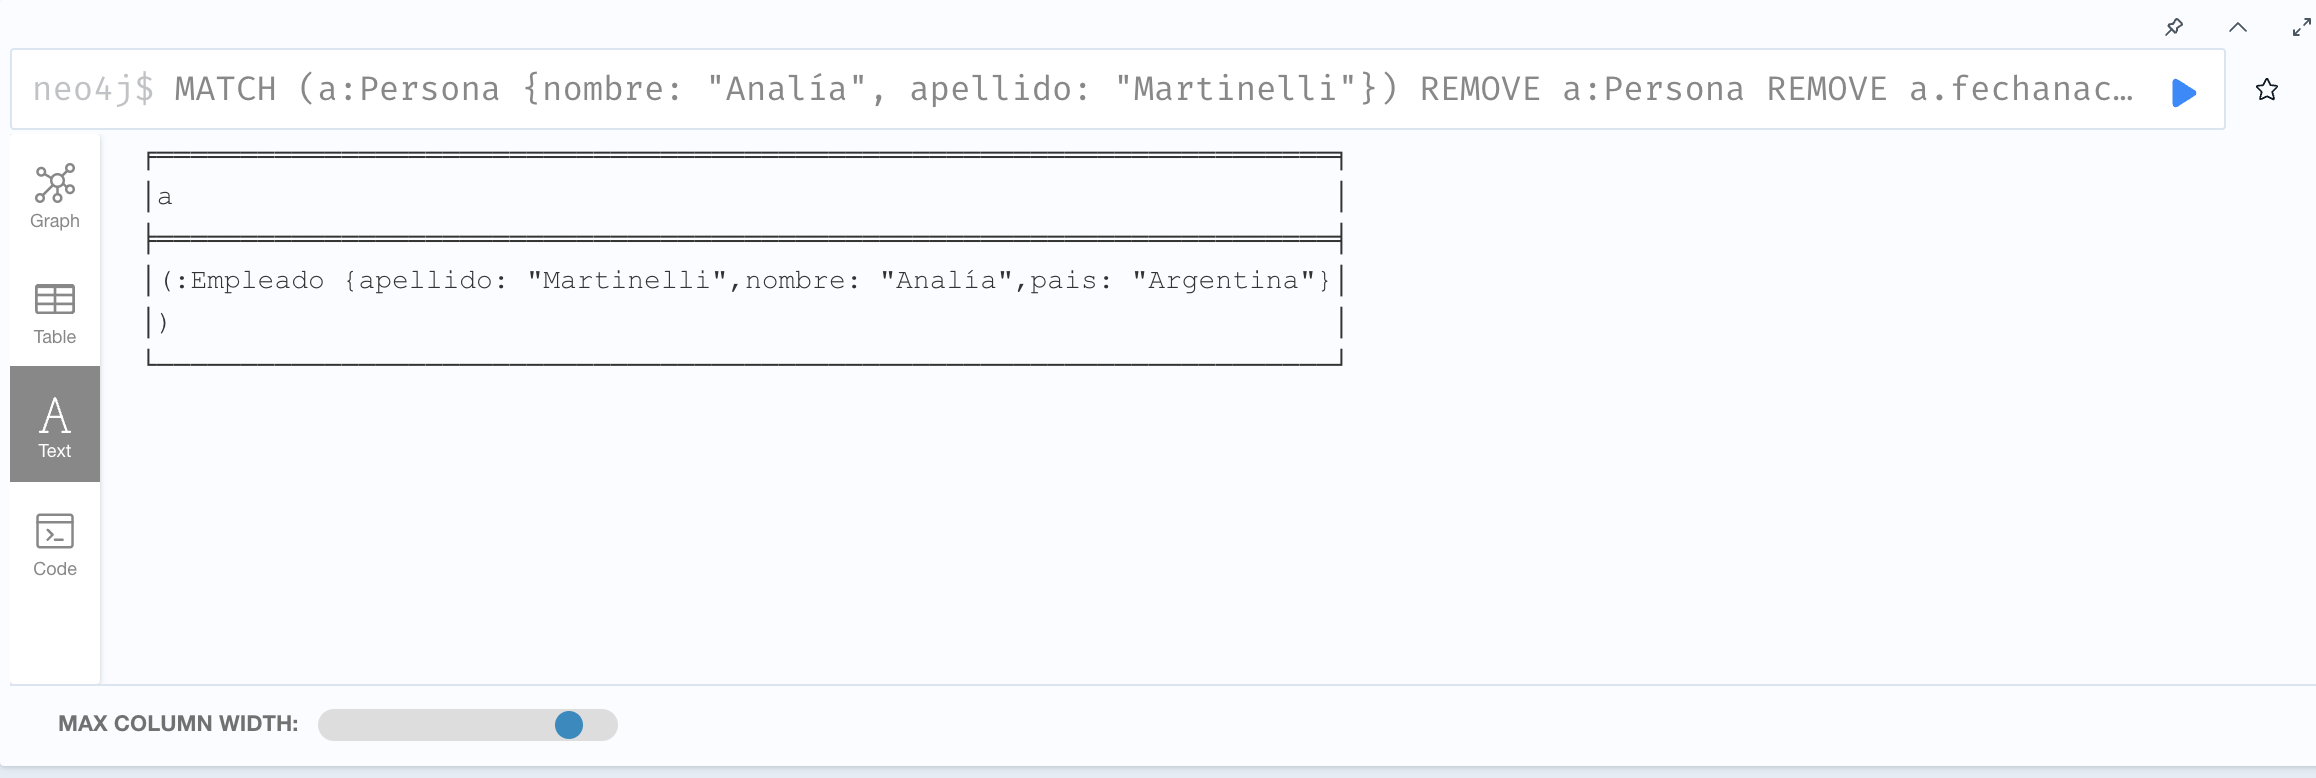 neo4j$ MATCH (a:Persona {nombre: "Analía", apellido: "Martinelli"}) REMOVE a:Persona REMOVE a.fechanac…
Graph
Table
Text
Code
a
(:Empleado {apellido: "Martinelli",nombre: "Analía",pais: "Argentina"}
)
MAX COLUMN WIDTH: